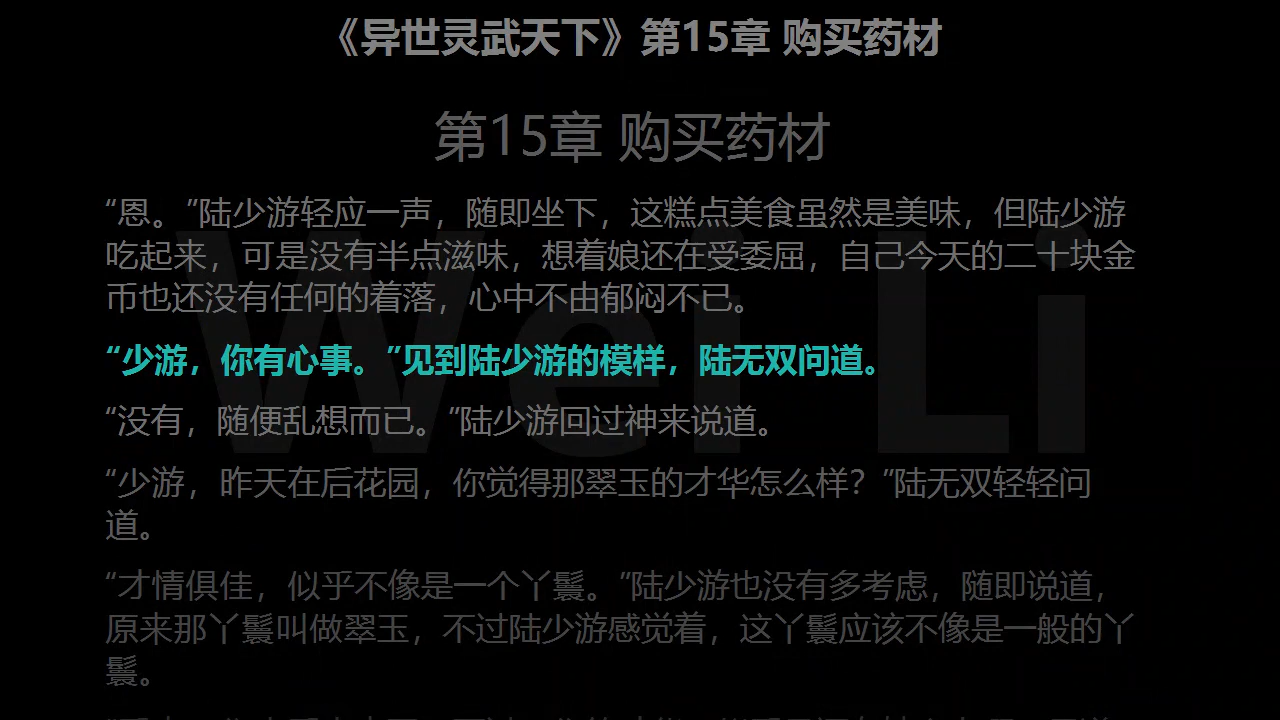 《异世灵武天下》第15章 购买药材
第15章 购买药材
“恩。”陆少游轻应一声，随即坐下，这糕点美食虽然是美味，但陆少游
吃起来，可是没有半点滋味，想着娘还在受委屈，自己今天的二十块金
币也还没有任何的着落，心中不由郁闷不已。
“少游，你有心事。”见到陆少游的模样，陆无双问道。
“没有，随便乱想而已。”陆少游回过神来说道。
“少游，昨天在后花园，你觉得那翠玉的才华怎么样？”陆无双轻轻问
道。
“才情俱佳，似乎不像是一个丫鬟。”陆少游也没有多考虑，随即说道，
原来那丫鬟叫做翠玉，不过陆少游感觉着，这丫鬟应该不像是一般的丫
鬟。
Wei Li